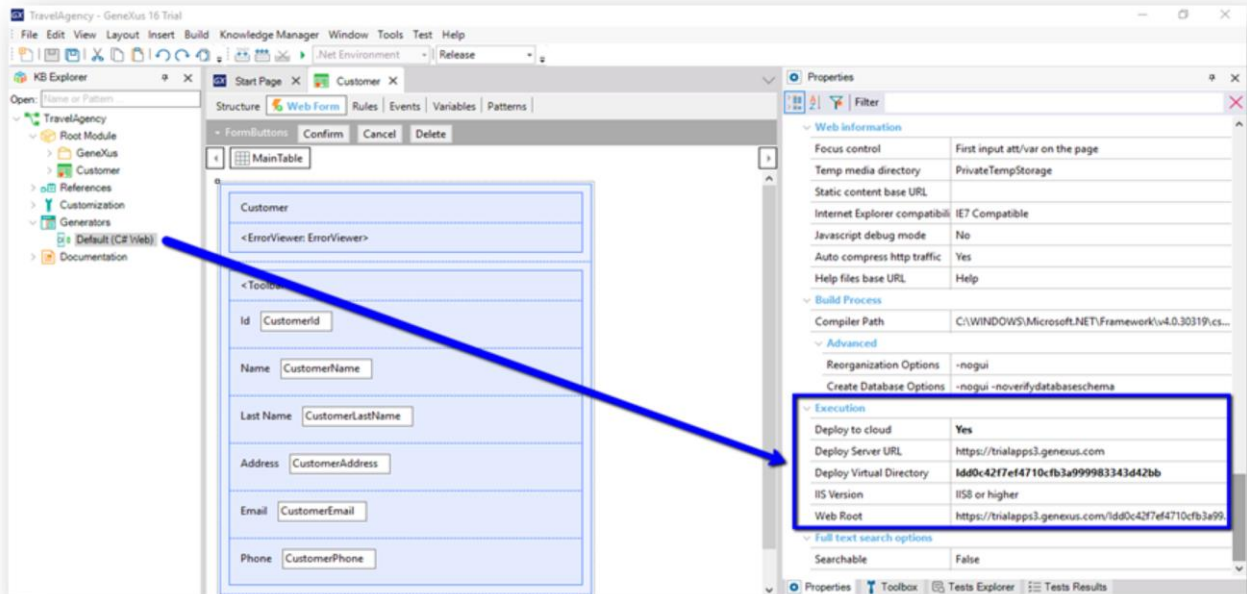 TravelAgency - GeneXus 16 Trial
File Edit View Layout Insert Build Knowledge Manager Window Tools Test Help
.Net Environment Release
KB Explorer
Open: Name or Pattern ...
TravelAgency
Root Module
GeneXus
Customer
References
Customization
Generators
Default (C# Web)
Documentation
Start Page Customer
Structure Web Form Rules Events Variables Patterns
FormButtons Confirm Cancel Delete
MainTable
Customer
<ErrorViewer: ErrorViewer>
Id CustomerId
Name CustomerName
Last Name CustomerLastName
Address CustomerAddress
Email CustomerEmail
Phone CustomerPhone
Properties
Filter
Web information
Focus control First input att/var on the page
Temp media directory PrivateTempStorage
Static content base URL
Internet Explorer compatibili IE7 Compatible
Javascript debug mode No
Auto compress http traffic Yes
Help files base URL Help
Build Process
Compiler Path C:\WINDOWS\Microsoft.NET\Framework\v4.0.30319\cs...
Advanced
Reorganization Options -nogui
Create Database Options -nogui -noverifydatabaseschema
Execution
Deploy to cloud Yes
Deploy Server URL https://trialapps3.genexus.com
Deploy Virtual Directory Idd0c42f7ef4710cfb3a999983343d42bb
IIS Version IIS8 or higher
Web Root https://trialapps3.genexus.com/Idd0c42f7ef4710cfb3a99...
Full text search options
Searchable False
Properties Toolbox Tests Explorer Tests Results